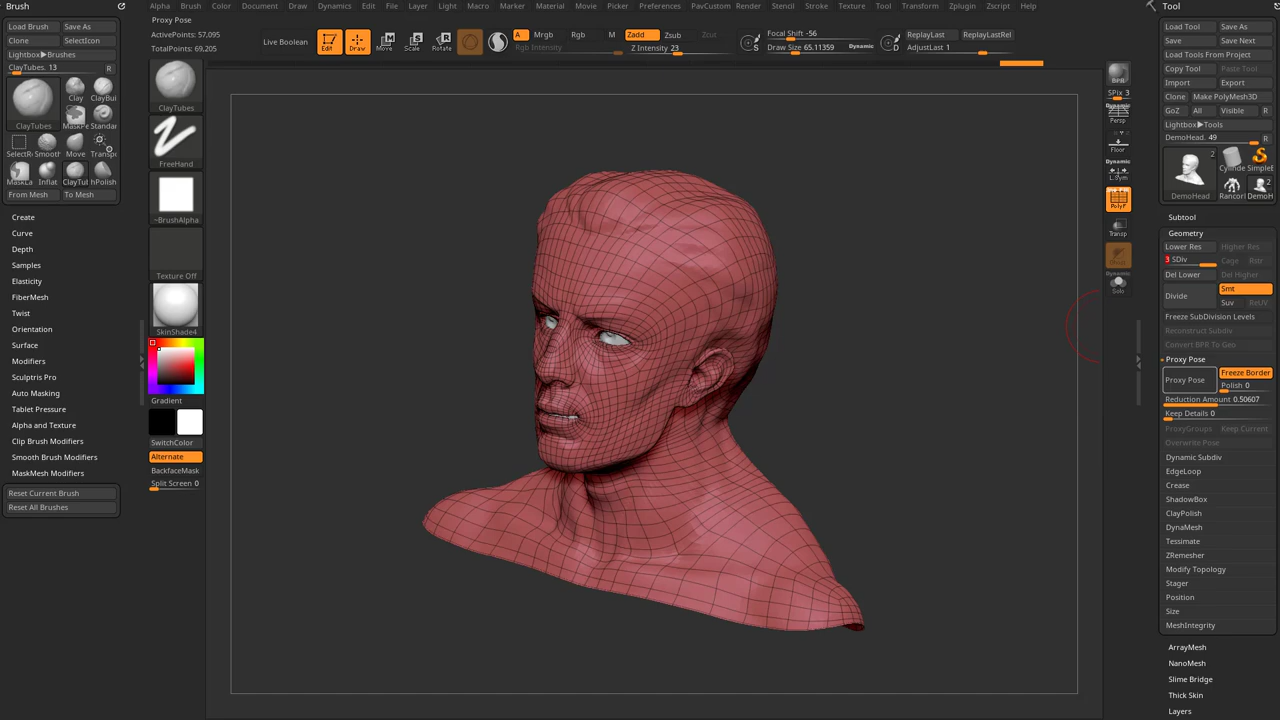 Brush
Alpha Brush Color Document Draw Dynamics Edit File Layer Light Macro Marker Material Movie Picker Preferences PavCustom Render Stencil Stroke Texture Tool Transform Zplugin Zscript Help
Tool
Proxy Pose
ActivePoints: 57,095
TotalPoints: 69,205
Live Boolean
Edit
Draw
Move
Scale
Rotate
A
Mrgb
Rgb
M
Rgb Intensity
Zadd
Sub
Zcut
Z Intensity 23
S
Focal Shift -56
Draw Size 65.11359
Dynamic
D
ReplayLast
ReplayLastRel
AdjustLast 1
Load Brush
Save As
Clone
SelectIcon
Lightbox▶Brushes
ClayTubes. 13
R
ClayTubes
Clay
ClayBui
MaskPe
Standar
SelectRe
Smooth
Move
Transpo
MaskLa
Inflat
ClayTul
hPolish
From Mesh
To Mesh
Create
Curve
Depth
Samples
Elasticity
FiberMesh
Twist
Orientation
Surface
Modifiers
Sculptris Pro
Auto Masking
Tablet Pressure
Alpha and Texture
Clip Brush Modifiers
Smooth Brush Modifiers
MaskMesh Modifiers
Reset Current Brush
Reset All Brushes
ClayTubes
FreeHand
~BrushAlpha
Texture Off
SkinShade4
Gradient
SwitchColor
Alternate
BackfaceMask
Split Screen 0
BPR
SPix 3
Dynamic
Persp
Floor
Dynamic
L.Sym
PolyF
Transp
Dynamic
Solo
Load Tool
Save As
Save
Save Next
Load Tools From Project
Copy Tool
Paste Tool
Import
Export
Clone
Make PolyMesh3D
GoZ
All
Visible
R
Lightbox▶Tools
DemoHead. 49
R
2
DemoHead
Cylinde
SimpleE
Rancor
2
DemoH
Subtool
Geometry
Lower Res
Higher Res
3 SDiv
Cage
Rstr
Del Lower
Del Higher
Divide
Smt
Suv
ReUV
Freeze SubDivision Levels
Reconstruct Subdiv
Convert BPR To Geo
Proxy Pose
Proxy Pose
Freeze Border
Polish 0
Reduction Amount 0.50607
Keep Details 0
ProxyGroups
Keep Current
Overwrite Pose
Dynamic Subdiv
EdgeLoop
Crease
ShadowBox
ClayPolish
DynaMesh
Tessimate
ZRemesher
Modify Topology
Stager
Position
Size
MeshIntegrity
ArrayMesh
NanoMesh
Slime Bridge
Thick Skin
Layers